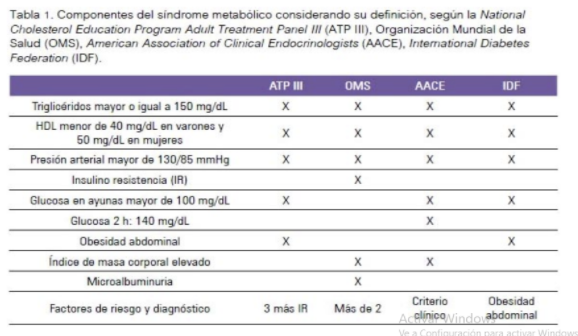 Tabla 1. Componentes del síndrome metabólico considerando su definición, según la National
Cholesterol Education Program Adult Treatment Panel III (ATP III), Organización Mundial de la
Salud (OMS), American Association of Clinical Endocrinologists (AACE), International Diabetes
Federation (IDF).
ATP III OMS AACE IDF
Triglicéridos mayor o igual a 150 mg/dL X X X X
HDL menor de 40 mg/dL en varones y
50 mg/dL en mujeres X X X X
Presión arterial mayor de 130/85 mmHg X X X X
Insulino resistencia (IR) X
Glucosa en ayunas mayor de 100 mg/dL X X X
Glucosa 2 h: 140 mg/dL X
Obesidad abdominal X X
Índice de masa corporal elevado X X
Microalbuminuria X
Factores de riesgo y diagnóstico 3 más IR Más de 2 Criterio clínico Obesidad abdominal
Activar Windows
Ve a Configuración para activar Windows